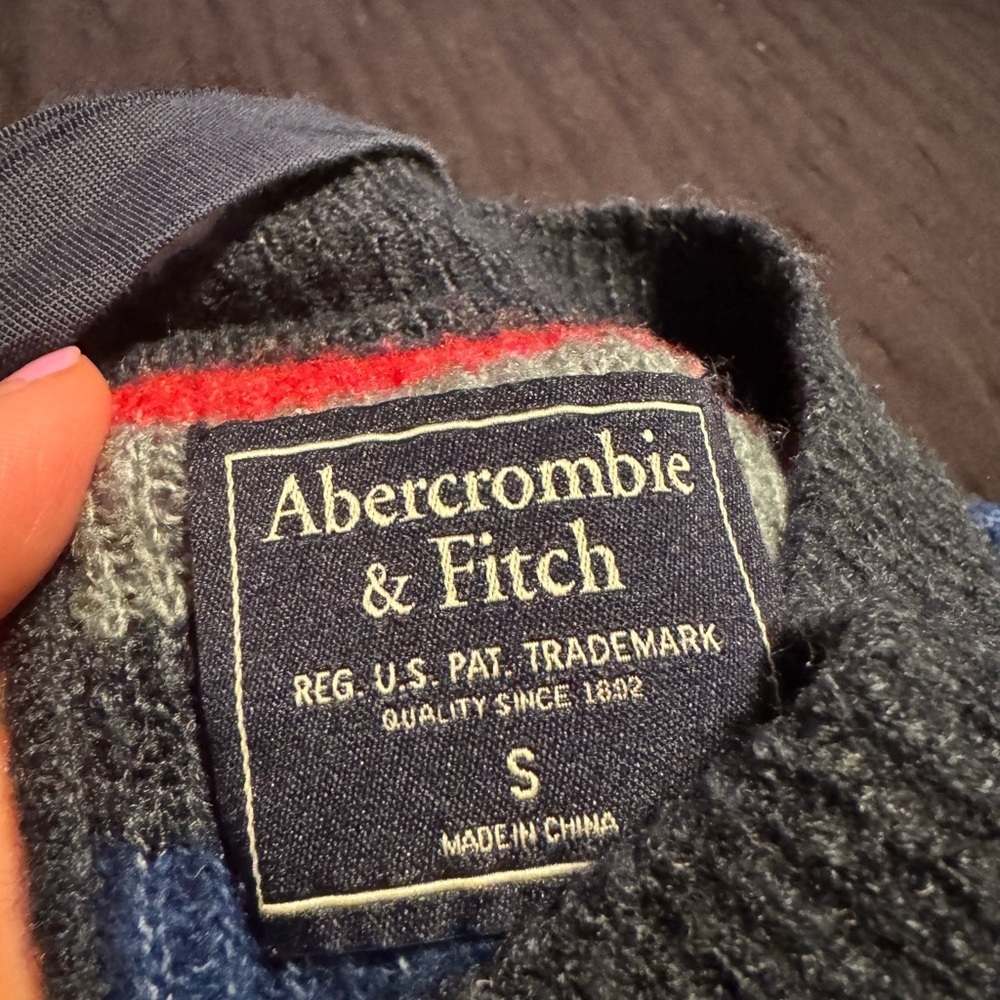 Abercrombie
& Fitch
REG. U.S. PAT. TRADEMARK
QUALITY SINCE 1892
S
MADE IN CHINA